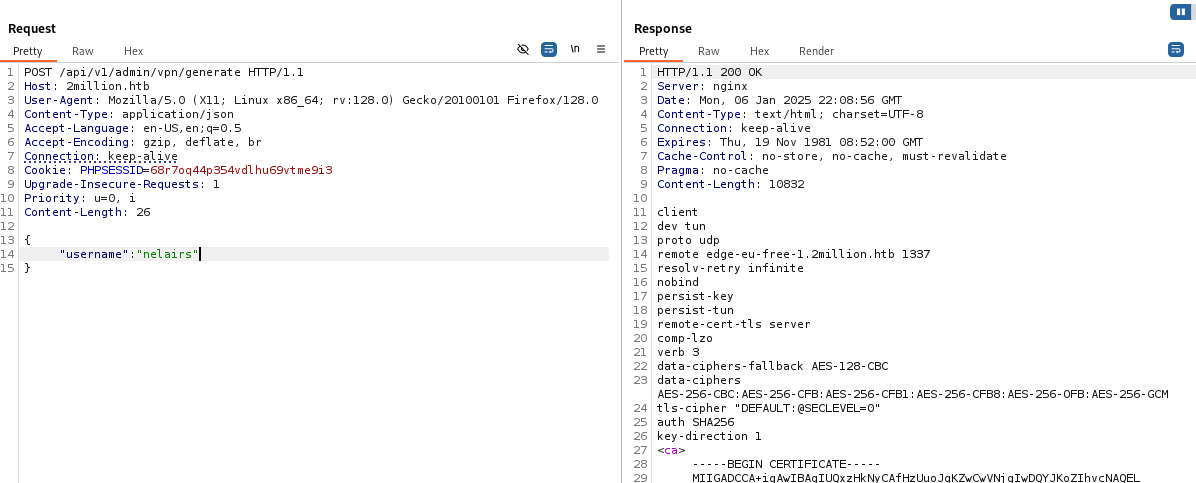 Request
Pretty Raw Hex \n
1 POST /api/v1/admin/vpn/generate HTTP/1.1
2 Host: 2million.htb
3 User-Agent: Mozilla/5.0 (X11; Linux x86_64; rv:128.0) Gecko/20100101 Firefox/128.0
4 Content-Type: application/json
5 Accept-Language: en-US,en;q=0.5
6 Accept-Encoding: gzip, deflate, br
7 Connection: keep-alive
8 Cookie: PHPSESSID=68r7oq44p354vdlhu69vtme9i3
9 Upgrade-Insecure-Requests: 1
10 Priority: u=0, i
11 Content-Length: 26
12
13 {
14 "username":"nelairs"
15 }
Response
Pretty Raw Hex Render
1 HTTP/1.1 200 OK
2 Server: nginx
3 Date: Mon, 06 Jan 2025 22:08:56 GMT
4 Content-Type: text/html; charset=UTF-8
5 Connection: keep-alive
6 Expires: Thu, 19 Nov 1981 08:52:00 GMT
7 Cache-Control: no-store, no-cache, must-revalidate
8 Pragma: no-cache
9 Content-Length: 10832
10
11 client
12 dev tun
13 proto udp
14 remote edge-eu-free-1.2million.htb 1337
15 resolv-retry infinite
16 nobind
17 persist-key
18 persist-tun
19 remote-cert-tls server
20 comp-lzo
21 verb 3
22 data-ciphers-fallback AES-128-CBC
23 data-ciphers
AES-256-CBC:AES-256-CFB:AES-256-CFB1:AES-256-CFB8:AES-256-OFB:AES-256-GCM
24 tls-cipher "DEFAULT:@SECLEVEL=0"
25 auth SHA256
26 key-direction 1
27 <ca>
28 -----BEGIN CERTIFICATE-----
29